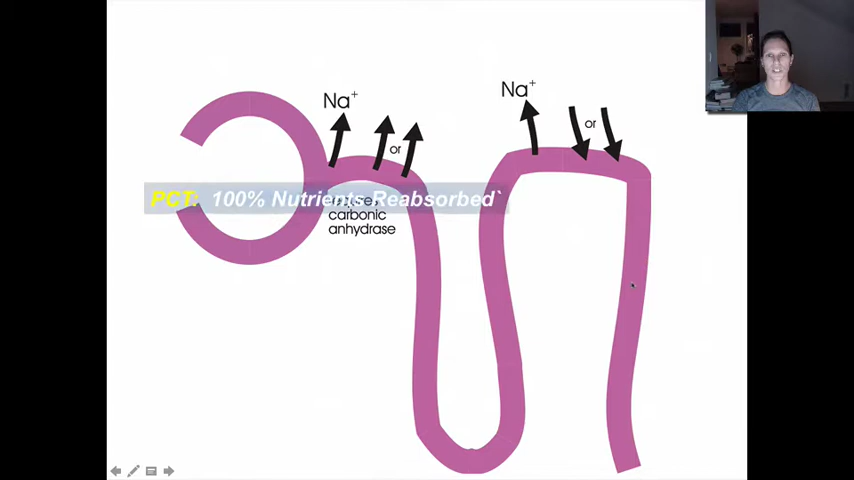 Na+
or
Na+
or
PCT: 100% Nutrients Reabsorbed`
carbonic
anhydrase